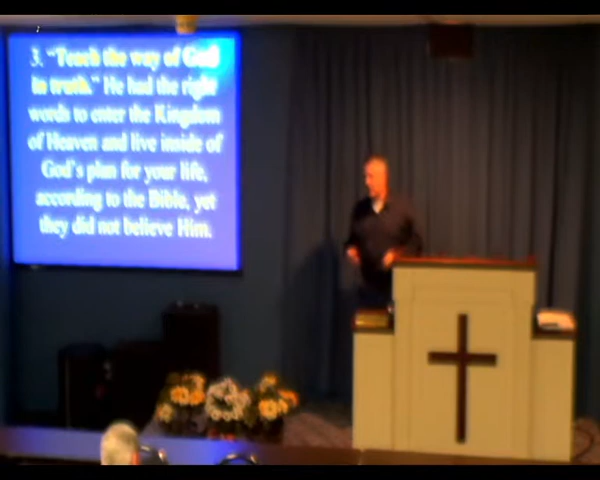 3. "Teach the way of God
in truth." He had the right
words to enter the Kingdom
of Heaven and live inside of
God's plan for your life,
according to the Bible, yet
they did not believe Him.